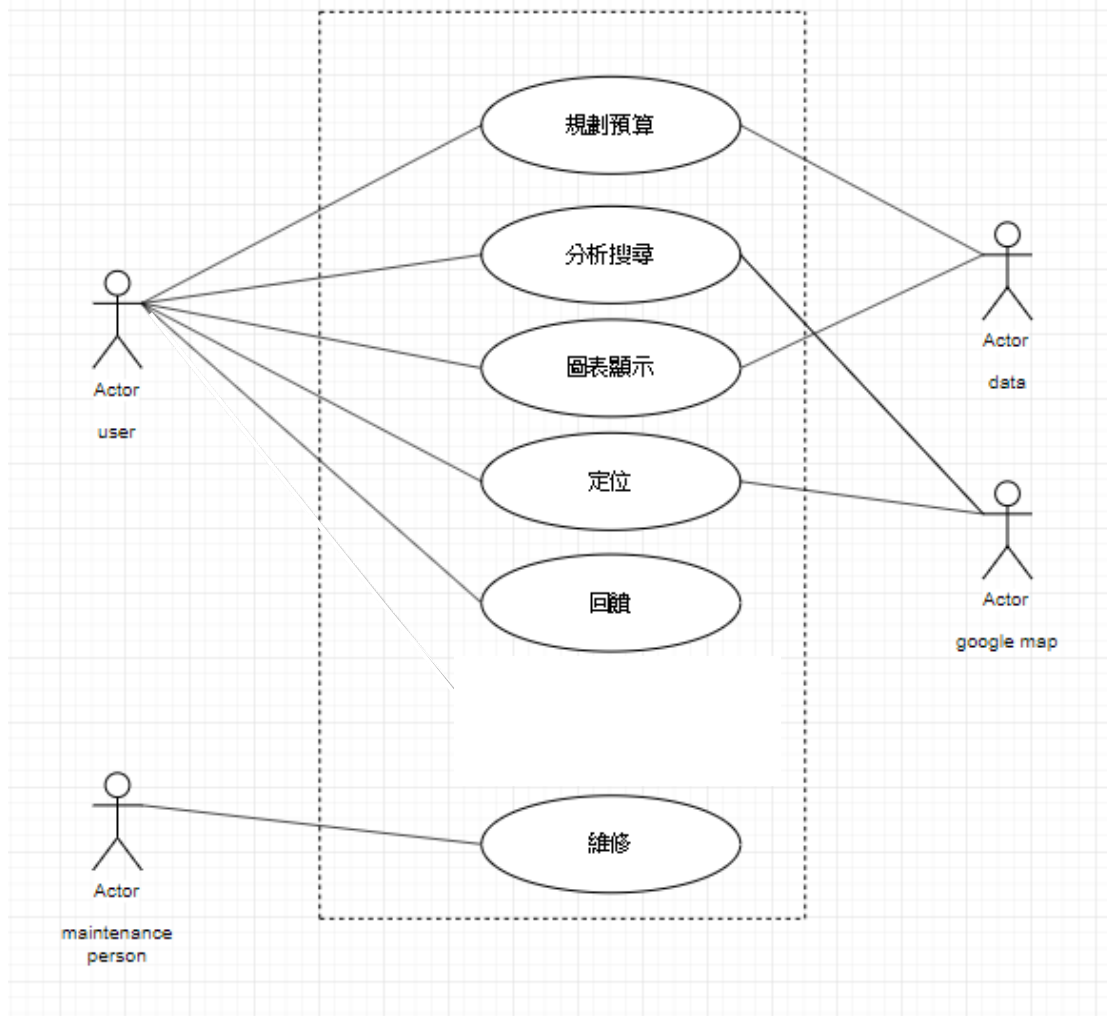 規劃預算
分析搜尋
圖表顯示
定位
回饋
維修
Actor
user
Actor
data
Actor
google map
Actor
maintenance
person